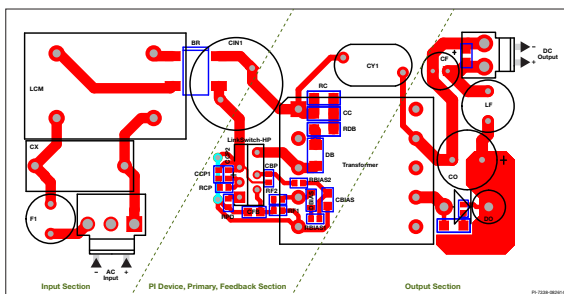 BR
CIN1
LCM
CY1
CF
+
DC
Output
−
+
RC
CC
RDB
LF
LinkSwitch-HP
DB
Transformer
CX
CBP
CCP1
RCP
RBIAS2
CBIAS
RF2
CO
+
F1
DO
AC
Input
−
+
Input Section
PI Device, Primary, Feedback Section
Output Section